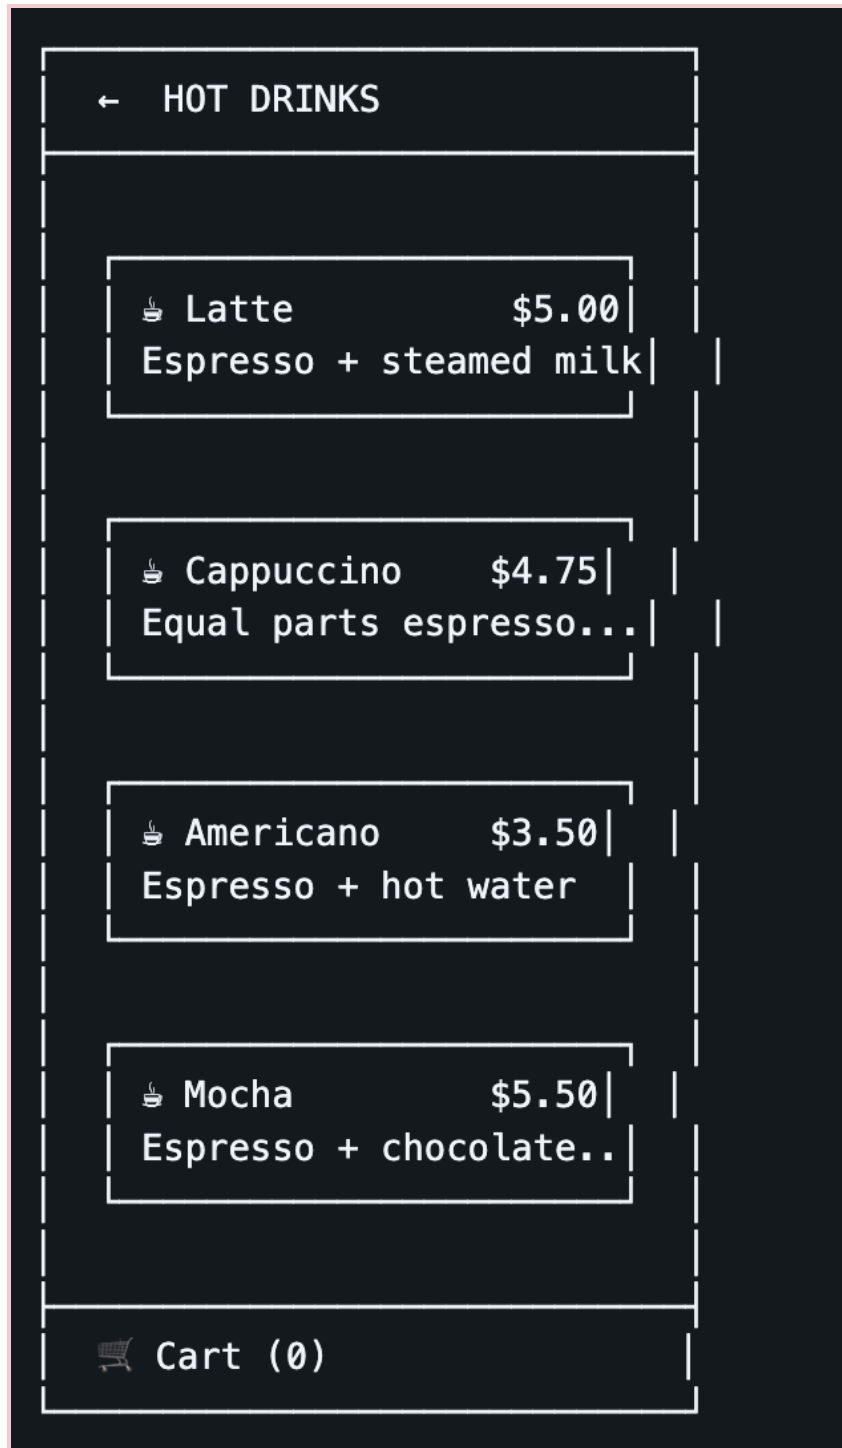 ← HOT DRINKS
☕ Latte $5.00
Espresso + steamed milk
☕ Cappuccino $4.75
Equal parts espresso...
☕ Americano $3.50
Espresso + hot water
☕ Mocha $5.50
Espresso + chocolate..
🛒 Cart (0)